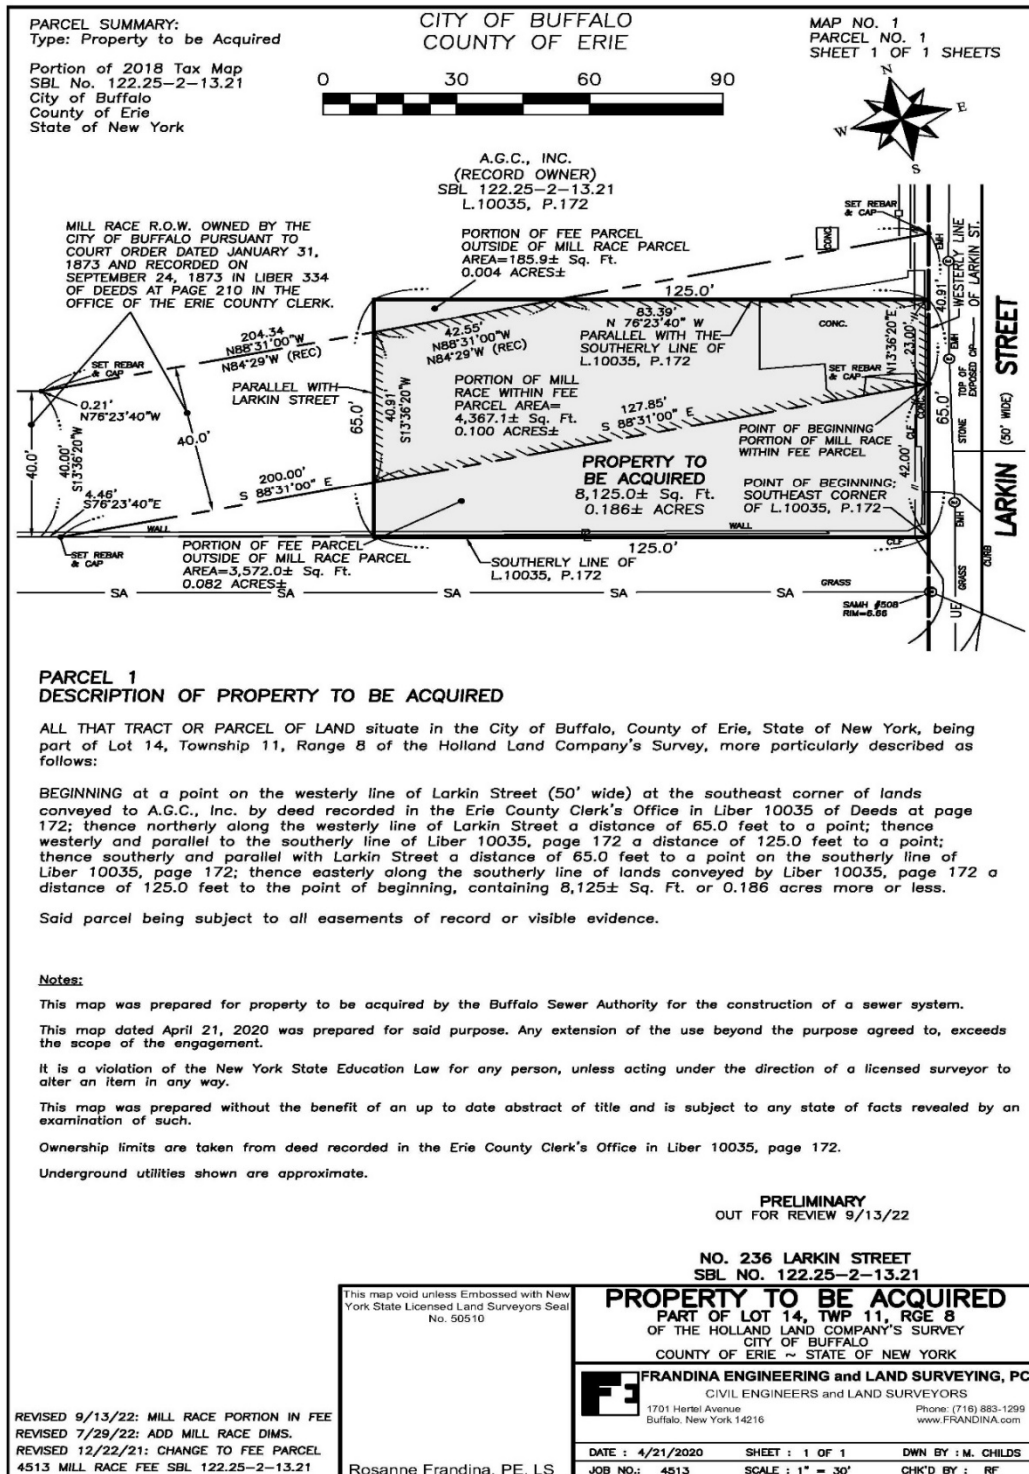 PARCEL SUMMARY:
Type: Property to be Acquired
Portion of 2018 Tax Map
SBL No. 122.25-2-13.21
City of Buffalo
County of Erie
State of New York
CITY OF BUFFALO
COUNTY OF ERIE
MAP NO. 1
PARCEL NO. 1
SHEET 1 OF 1 SHEETS
0 30 60 90
N
E
W
S
A.G.C., INC.
(RECORD OWNER)
SBL 122.25-2-13.21
L.10035, P.172
MILL RACE R.O.W. OWNED BY THE
CITY OF BUFFALO PURSUANT TO
COURT ORDER DATED JANUARY 31,
1873 AND RECORDED ON
SEPTEMBER 24, 1873 IN LIBER 334
OF DEEDS AT PAGE 210 IN THE
OFFICE OF THE ERIE COUNTY CLERK.
PORTION OF FEE PARCEL
OUTSIDE OF MILL RACE PARCEL
AREA=185.9± Sq. Ft.
0.004 ACRES±
SET REBAR
& CAP
CONC.
EMH
WESTERLY LINE
OF LARKIN ST.
40.91'
125.0'
204.34
N88°31'00"W
N84°29'W (REC)
42.55'
N88°31'00"W
N84°29'W (REC)
83.39'
N 76°23'40" W
PARALLEL WITH THE
SOUTHERLY LINE OF
L.10035, P.172
CONC.
N13°36'20"E
23.00'
SET REBAR
& CAP
SET REBAR
& CAP
PARALLEL WITH
LARKIN STREET
0.21'
N76°23'40"W
65.0'
40.91'
S13°36'20"W
PORTION OF MILL
RACE WITHIN FEE
PARCEL AREA=
4,367.1± Sq. Ft.
0.100 ACRES±
127.85'
S 88°31'00" E
40.0'
40.00'
S13°36'20"W
40.0'
POINT OF BEGINNING
PORTION OF MILL RACE
WITHIN FEE PARCEL
CLF
CONC.
65.0'
STONE
TOP OF
EXPOSED
EMH
LARKIN STREET
(50' WIDE)
200.00'
S 88°31'00" E
4.46'
S76°23'40"E
PROPERTY TO
BE ACQUIRED
8,125.0± Sq. Ft.
0.186± ACRES
POINT OF BEGINNING;
SOUTHEAST CORNER
OF L.10035, P.172
42.00'
WALL
WALL
SET REBAR
& CAP
PORTION OF FEE PARCEL
OUTSIDE OF MILL RACE PARCEL
AREA=3,572.0± Sq. Ft.
0.082 ACRES±
125.0'
SOUTHERLY LINE OF
L.10035, P.172
CLF
EMH
GRASS
CURB
SA SA SA SA SA
GRASS
SAMH #508
RIM=6.66
UE
PARCEL 1
DESCRIPTION OF PROPERTY TO BE ACQUIRED
ALL THAT TRACT OR PARCEL OF LAND situate in the City of Buffalo, County of Erie, State of New York, being
part of Lot 14, Township 11, Range 8 of the Holland Land Company's Survey, more particularly described as
follows:
BEGINNING at a point on the westerly line of Larkin Street (50' wide) at the southeast corner of lands
conveyed to A.G.C., Inc. by deed recorded in the Erie County Clerk's Office in Liber 10035 of Deeds at page
172; thence northerly along the westerly line of Larkin Street a distance of 65.0 feet to a point; thence
westerly and parallel to the southerly line of Liber 10035, page 172 a distance of 125.0 feet to a point;
thence southerly and parallel with Larkin Street a distance of 65.0 feet to a point on the southerly line of
Liber 10035, page 172; thence easterly along the southerly line of lands conveyed by Liber 10035, page 172 a
distance of 125.0 feet to the point of beginning, containing 8,125± Sq. Ft. or 0.186 acres more or less.
Said parcel being subject to all easements of record or visible evidence.
Notes:
This map was prepared for property to be acquired by the Buffalo Sewer Authority for the construction of a sewer system.
This map dated April 21, 2020 was prepared for said purpose. Any extension of the use beyond the purpose agreed to, exceeds
the scope of the engagement.
It is a violation of the New York State Education Law for any person, unless acting under the direction of a licensed surveyor to
alter an item in any way.
This map was prepared without the benefit of an up to date abstract of title and is subject to any state of facts revealed by an
examination of such.
Ownership limits are taken from deed recorded in the Erie County Clerk's Office in Liber 10035, page 172.
Underground utilities shown are approximate.
PRELIMINARY
OUT FOR REVIEW 9/13/22
NO. 236 LARKIN STREET
SBL NO. 122.25-2-13.21
This map void unless Embossed with New
York State Licensed Land Surveyors Seal
No. 50510
PROPERTY TO BE ACQUIRED
PART OF LOT 14, TWP 11, RGE 8
OF THE HOLLAND LAND COMPANY'S SURVEY
CITY OF BUFFALO
COUNTY OF ERIE ~ STATE OF NEW YORK
FRANDINA ENGINEERING and LAND SURVEYING, PC
CIVIL ENGINEERS and LAND SURVEYORS
1701 Hertel Avenue
Buffalo, New York 14216
Phone: (716) 883-1299
www.FRANDINA.com
REVISED 9/13/22: MILL RACE PORTION IN FEE
REVISED 7/29/22: ADD MILL RACE DIMS.
REVISED 12/22/21: CHANGE TO FEE PARCEL
4513 MILL RACE FEE SBL 122.25-2-13.21
Rosanne Frandina, PE, LS
DATE : 4/21/2020 SHEET : 1 OF 1 DWN BY : M. CHILDS
JOB NO.: 4513 SCALE : 1" = 30' CHK'D BY : RF